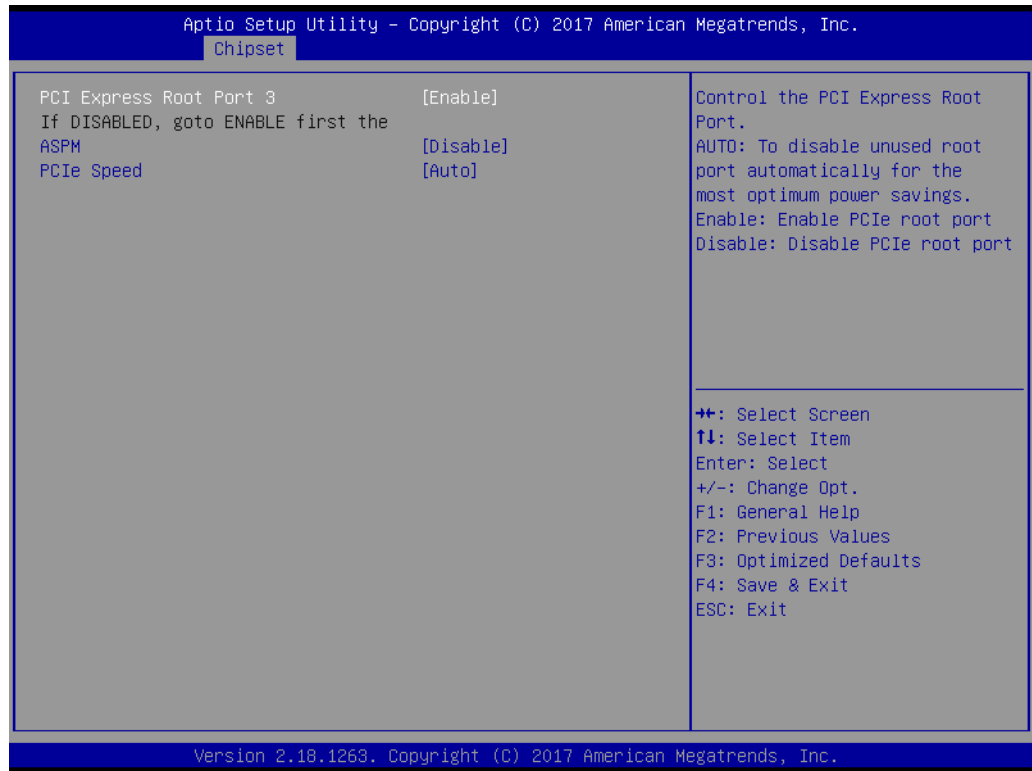 Aptio Setup Utility – Copyright (C) 2017 American Megatrends, Inc.
Chipset
PCI Express Root Port 3 [Enable]
If DISABLED, goto ENABLE first the
ASPM [Disable]
PCIe Speed [Auto]
Control the PCI Express Root
Port.
AUTO: To disable unused root
port automatically for the
most optimum power savings.
Enable: Enable PCIe root port
Disable: Disable PCIe root port
→←: Select Screen
↑↓: Select Item
Enter: Select
+/-: Change Opt.
F1: General Help
F2: Previous Values
F3: Optimized Defaults
F4: Save & Exit
ESC: Exit
Version 2.18.1263. Copyright (C) 2017 American Megatrends, Inc.